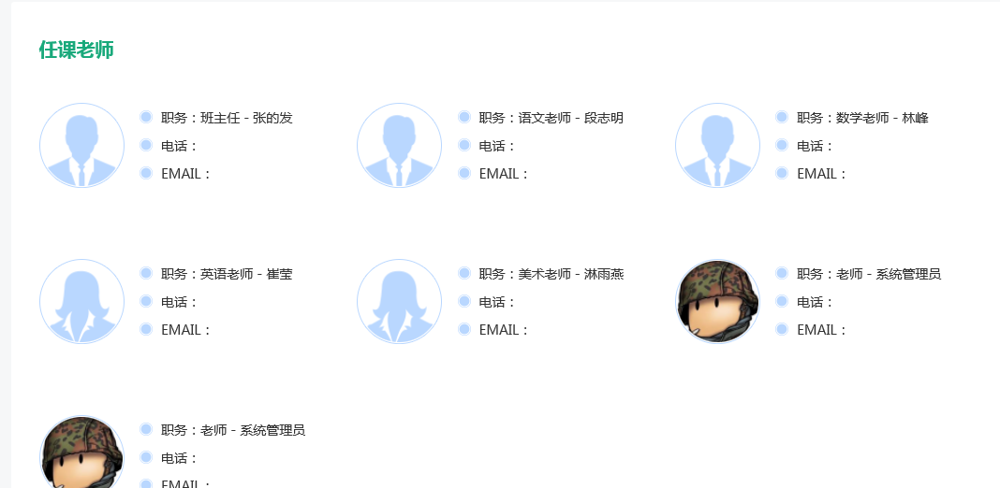 任课老师
职务：班主任 - 张的发
电话：
EMAIL：
职务：语文老师 - 段志明
电话：
EMAIL：
职务：数学老师 - 林峰
电话：
EMAIL：
职务：英语老师 - 崔莹
电话：
EMAIL：
职务：美术老师 - 淋雨燕
电话：
EMAIL：
职务：老师 - 系统管理员
电话：
EMAIL：
职务：老师 - 系统管理员
电话：
EMAIL：